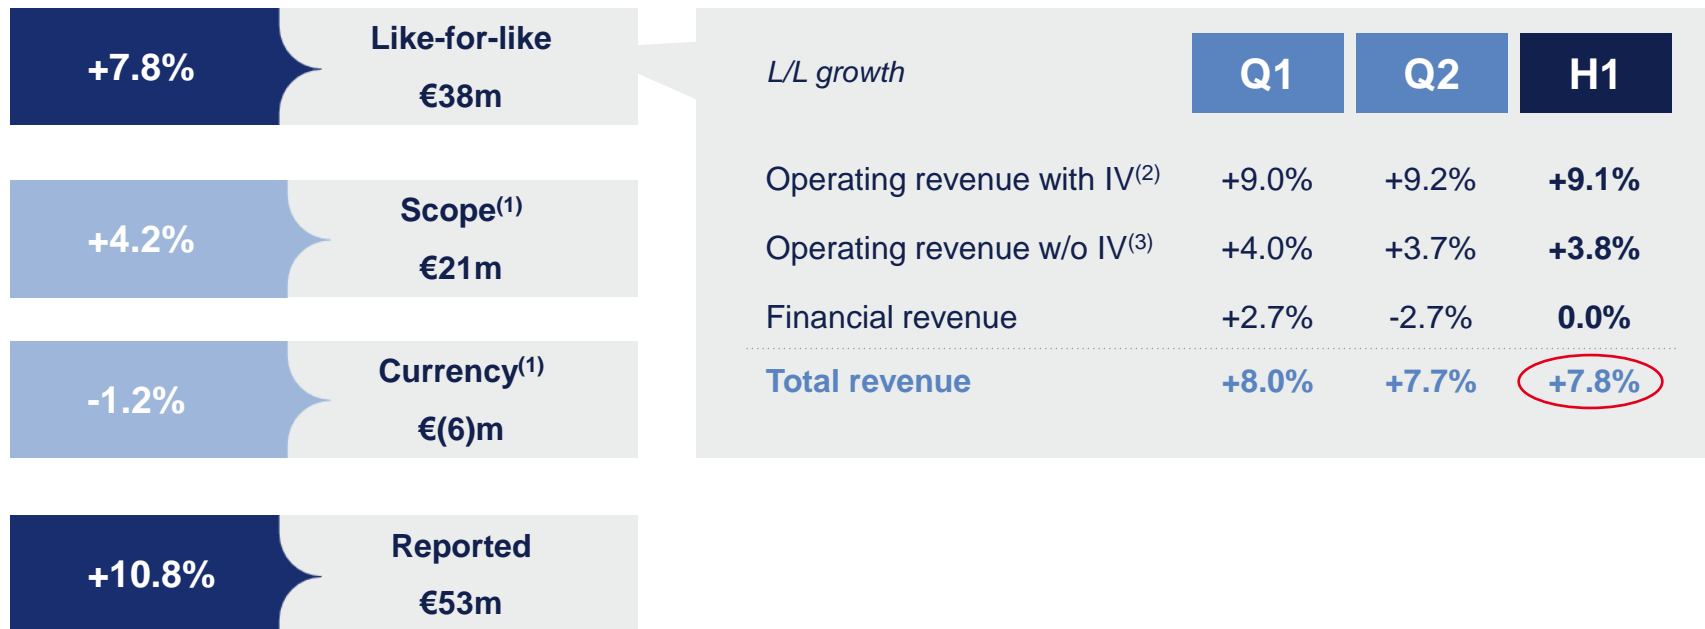 +7.8%
Like-for-like
€38m
+4.2%
Scope(1)
€21m
-1.2%
Currency(1)
€(6)m
+10.8%
Reported
€53m
L/L growth Q1 Q2 H1
Operating revenue with IV(2) +9.0% +9.2% +9.1%
Operating revenue w/o IV(3) +4.0% +3.7% +3.8%
Financial revenue +2.7% -2.7% 0.0%
Total revenue +8.0% +7.7% +7.8%